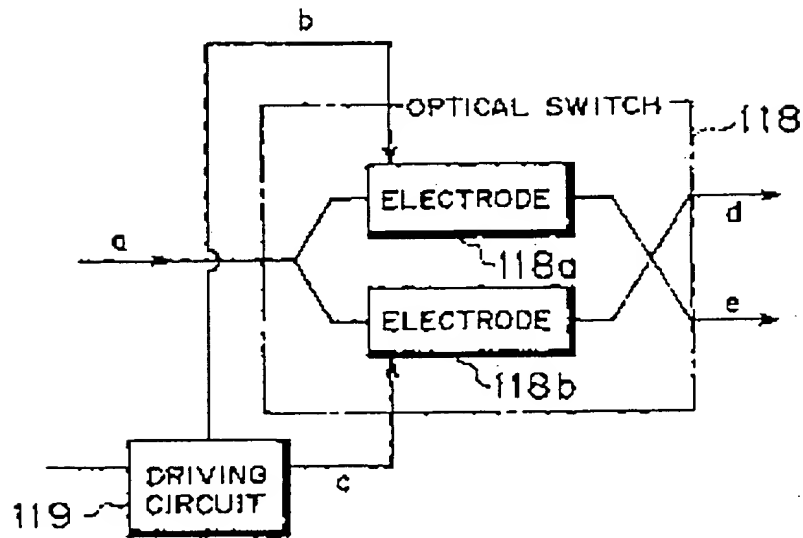 b
OPTICAL SWITCH
118
ELECTRODE
d
a
118a
ELECTRODE
e
118b
DRIVING
CIRCUIT
c
119